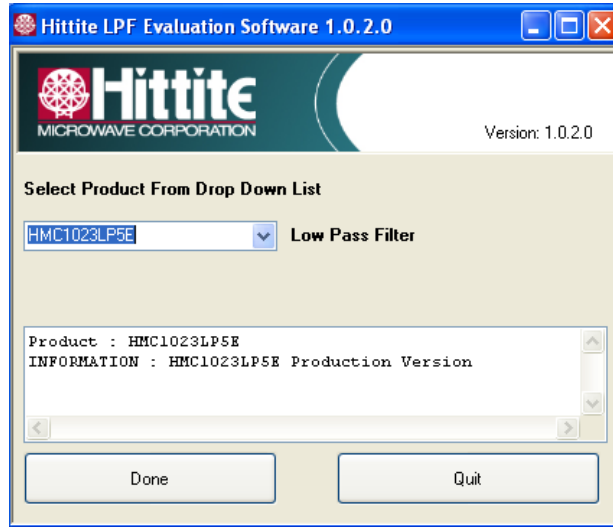 Hittite LPF Evaluation Software 1.0.2.0
Hittite
MICROWAVE CORPORATION
Version: 1.0.2.0
Select Product From Drop Down List
HMC1023LP5E
Low Pass Filter
Product : HMC1023LP5E
INFORMATION : HMC1023LP5E Production Version
Done
Quit